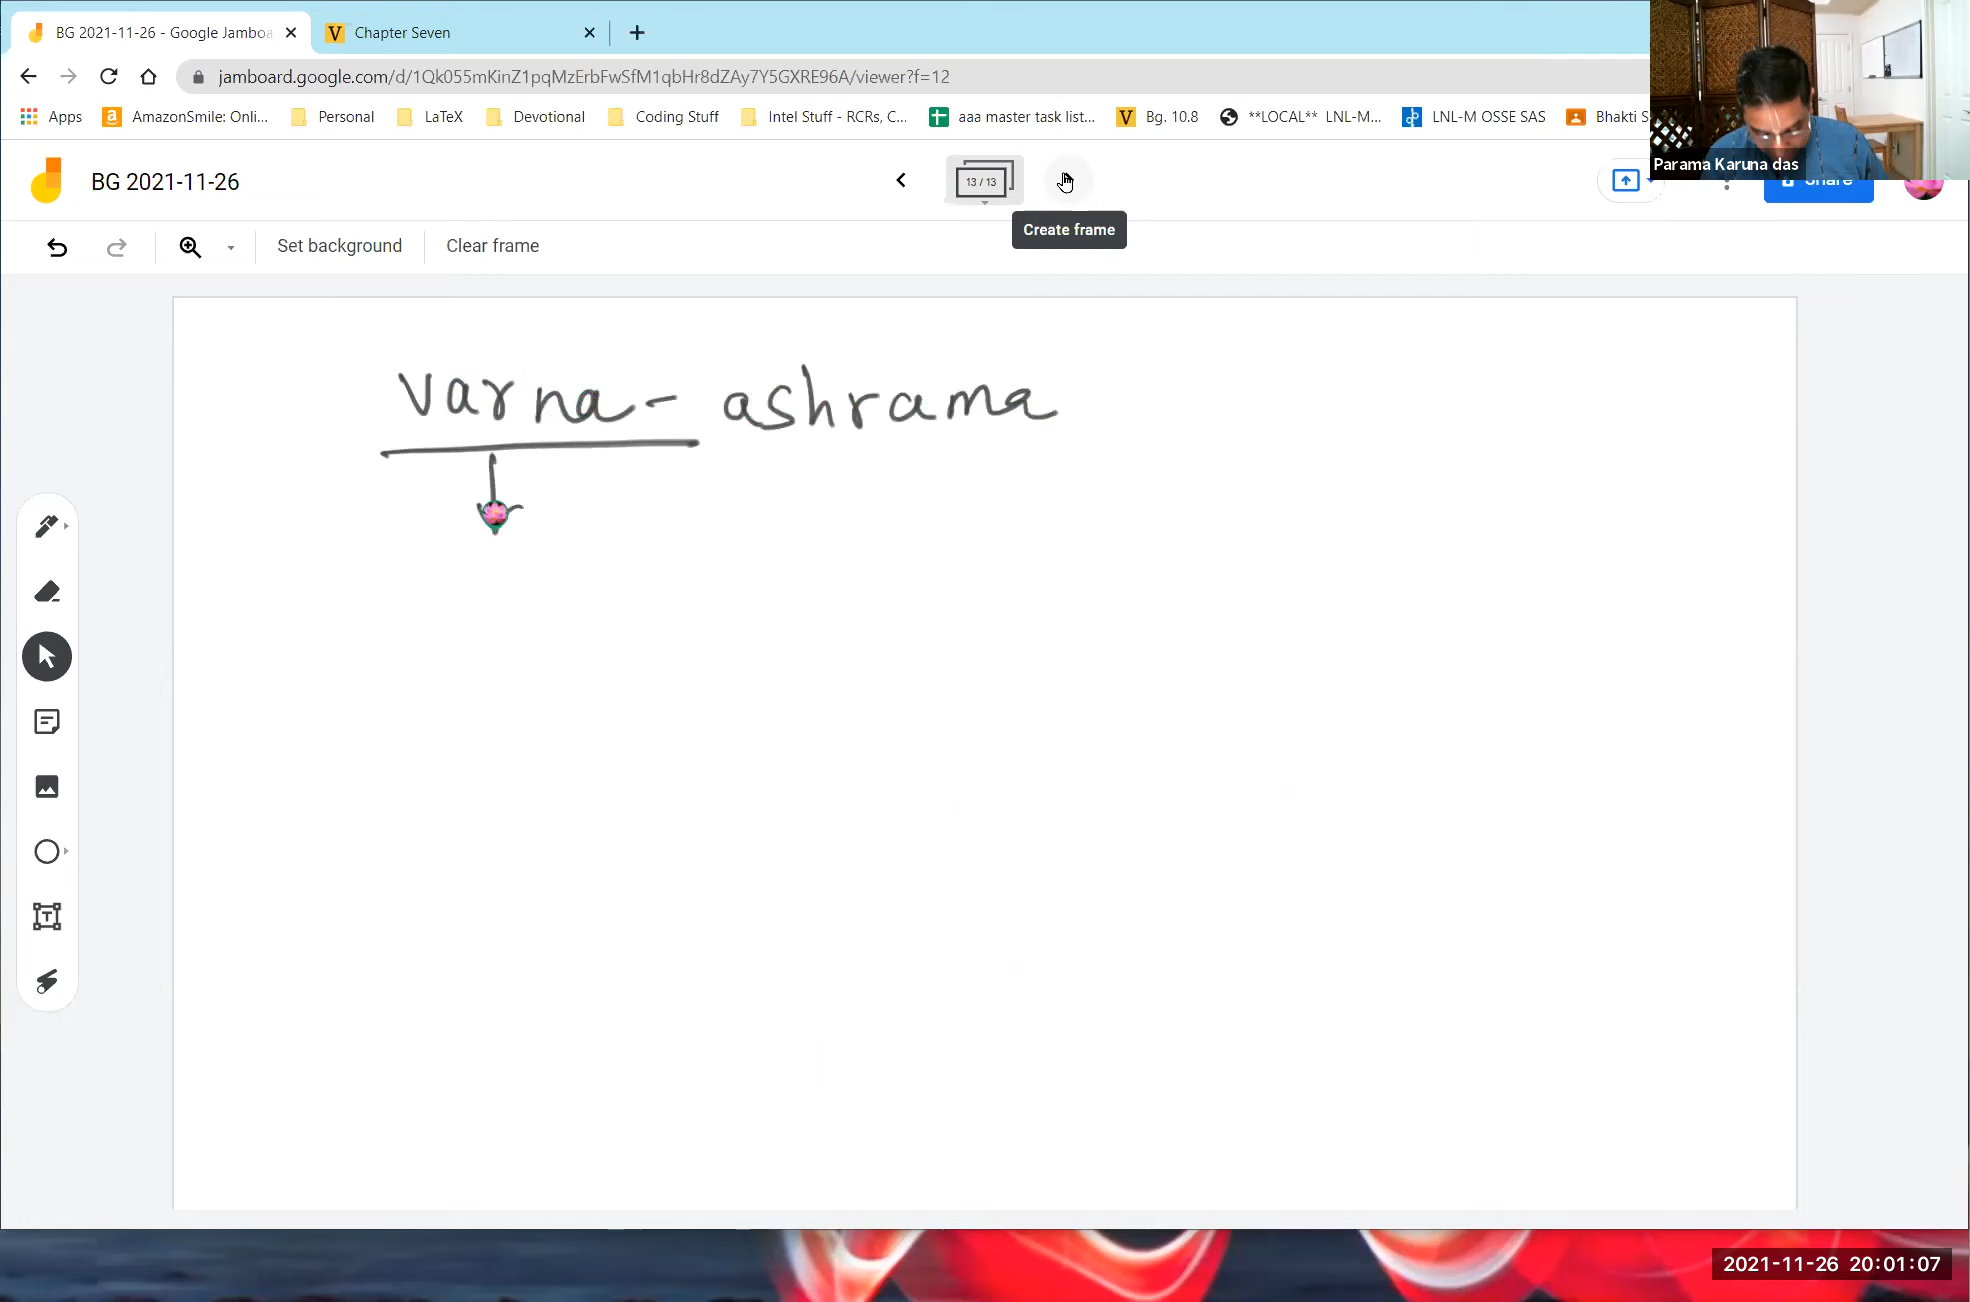 BG 2021-11-26 - Google Jamboa
Chapter Seven
jamboard.google.com/d/1Qk055mKinZ1pqMzErbFwSfM1qbHr8dZAy7Y5GXRE96A/viewer?f=12
Apps AmazonSmile: Onli... Personal LaTeX Devotional Coding Stuff Intel Stuff - RCRs, C... aaa master task list... Bg. 10.8 **LOCAL** LNL-M... LNL-M OSSE SAS Bhakti S
Parama Karuna das
BG 2021-11-26
13 / 13
Share
Create frame
Set background Clear frame
varna - ashrama
2021-11-26 20:01:07